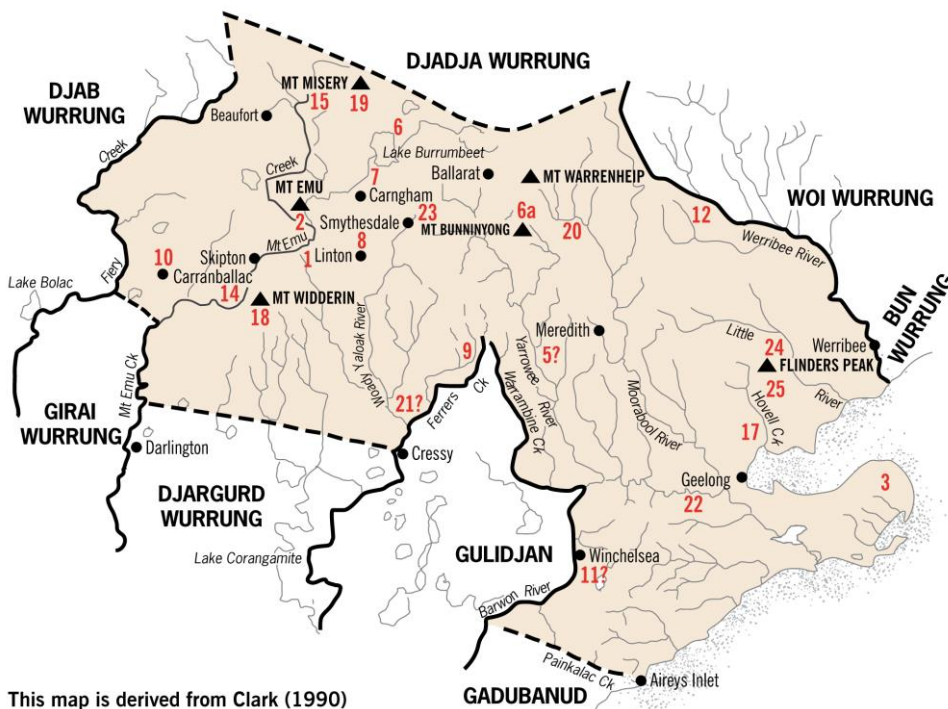 DJADJA WURRUNG
DJAB
WURRUNG
MT MISERY
15
19
Beaufort
6
Creek
Lake Burrumbeet
Creek
Ballarat
MT WARRENHEIP
7
MT EMU
Carngham
WOI WURRUNG
2
Smythesdale
23
6a
MT BUNNINYONG
20
12
Werribee River
8
Mt Emu
10
Skipton
1
Linton
Carranballac
Lake Bolac
Fiery
14
MT WIDDERIN
18
BUN
WURRUNG
Meredith
Little
Werribee
9
5?
24
FLINDERS PEAK
25
River
Woady Yaloak River
Yarrowee River
Warrambine Ck
Moorabool River
Mt Emu Ck
21?
Ferrers Ck
Hovell Ck
17
GIRAI
WURRUNG
Darlington
Cressy
Geelong
22
3
DJARGURD
WURRUNG
GULIDJAN
Lake Corangamite
Winchelsea
11?
Barwon River
Painkalac Ck
Aireys Inlet
GADUBANUD
This map is derived from Clark (1990)